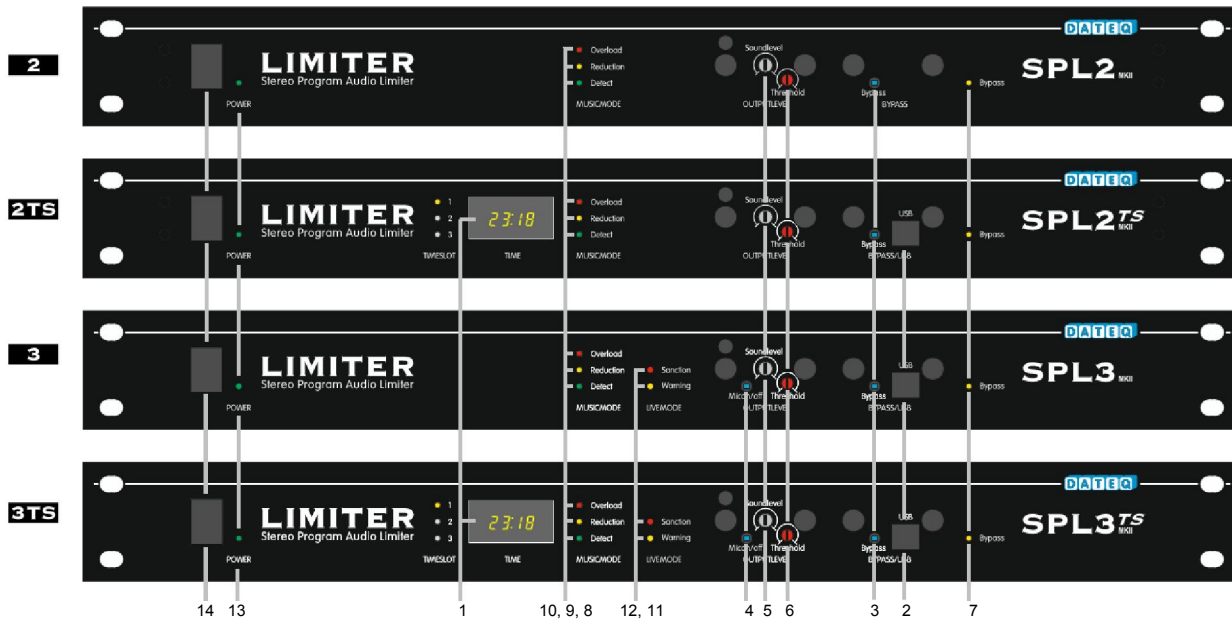 DATEQ
2
LIMITER
Stereo Program Audio Limiter
POWER
Overload
Reduction
Detect
MUSICMODE
Soundlevel
Threshold
OUTPUTLEVEL
Bypass
BYPASS
Bypass
SPL2 MKII
DATEQ
2TS
LIMITER
Stereo Program Audio Limiter
POWER
1
2
3
TIMESLOT
23:18
TIME
Overload
Reduction
Detect
MUSICMODE
Soundlevel
Threshold
OUTPUTLEVEL
Bypass
USB
BYPASS/USB
Bypass
SPL2TS MKII
DATEQ
3
LIMITER
Stereo Program Audio Limiter
POWER
Overload
Reduction
Detect
MUSICMODE
Sanction
Warning
LIVEMODE
Soundlevel
Mic on/off
Threshold
OUTPUTLEVEL
Bypass
USB
BYPASS/USB
Bypass
SPL3 MKII
DATEQ
3TS
LIMITER
Stereo Program Audio Limiter
POWER
1
2
3
TIMESLOT
23:18
TIME
Overload
Reduction
Detect
MUSICMODE
Sanction
Warning
LIVEMODE
Soundlevel
Mic on/off
Threshold
OUTPUTLEVEL
Bypass
USB
BYPASS/USB
Bypass
SPL3TS MKII
14 13 1 10, 9, 8 12, 11 4 5 6 3 2 7